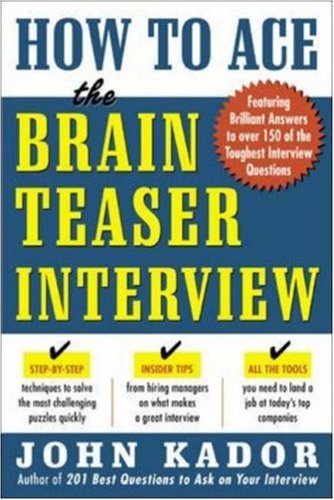 HOW TO ACE
the
BRAIN
TEASER
INTERVIEW
Featuring
Brilliant Answers
to over 150 of the
Toughest Interview
Questions
STEP-BY-STEP
techniques to solve
the most challenging
puzzles quickly
INSIDER TIPS
from hiring managers
on what makes
a great interview
ALL THE TOOLS
you need to land a
job at today's top
companies
JOHN KADOR
Author of 201 Best Questions to Ask on Your Interview